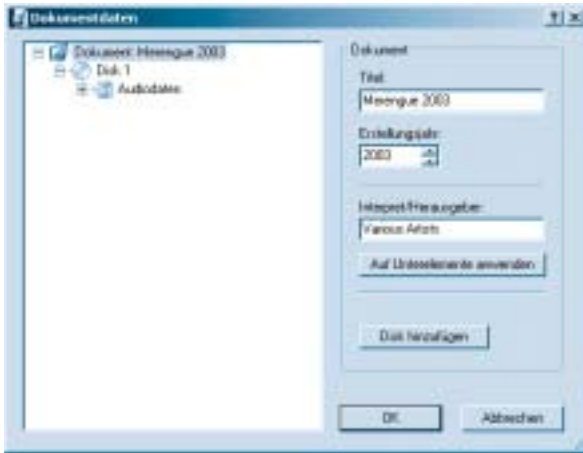 Dokumentdaten
Dokument: Merengue 2003
Disk 1
Audiodaten
Dokument
Titel:
Merengue 2003
Erstellungsjahr:
2003
Interpret/Herausgeber:
Various Artists
Auf Unterelemente anwenden
Disk hinzufügen
OK
Abbrechen